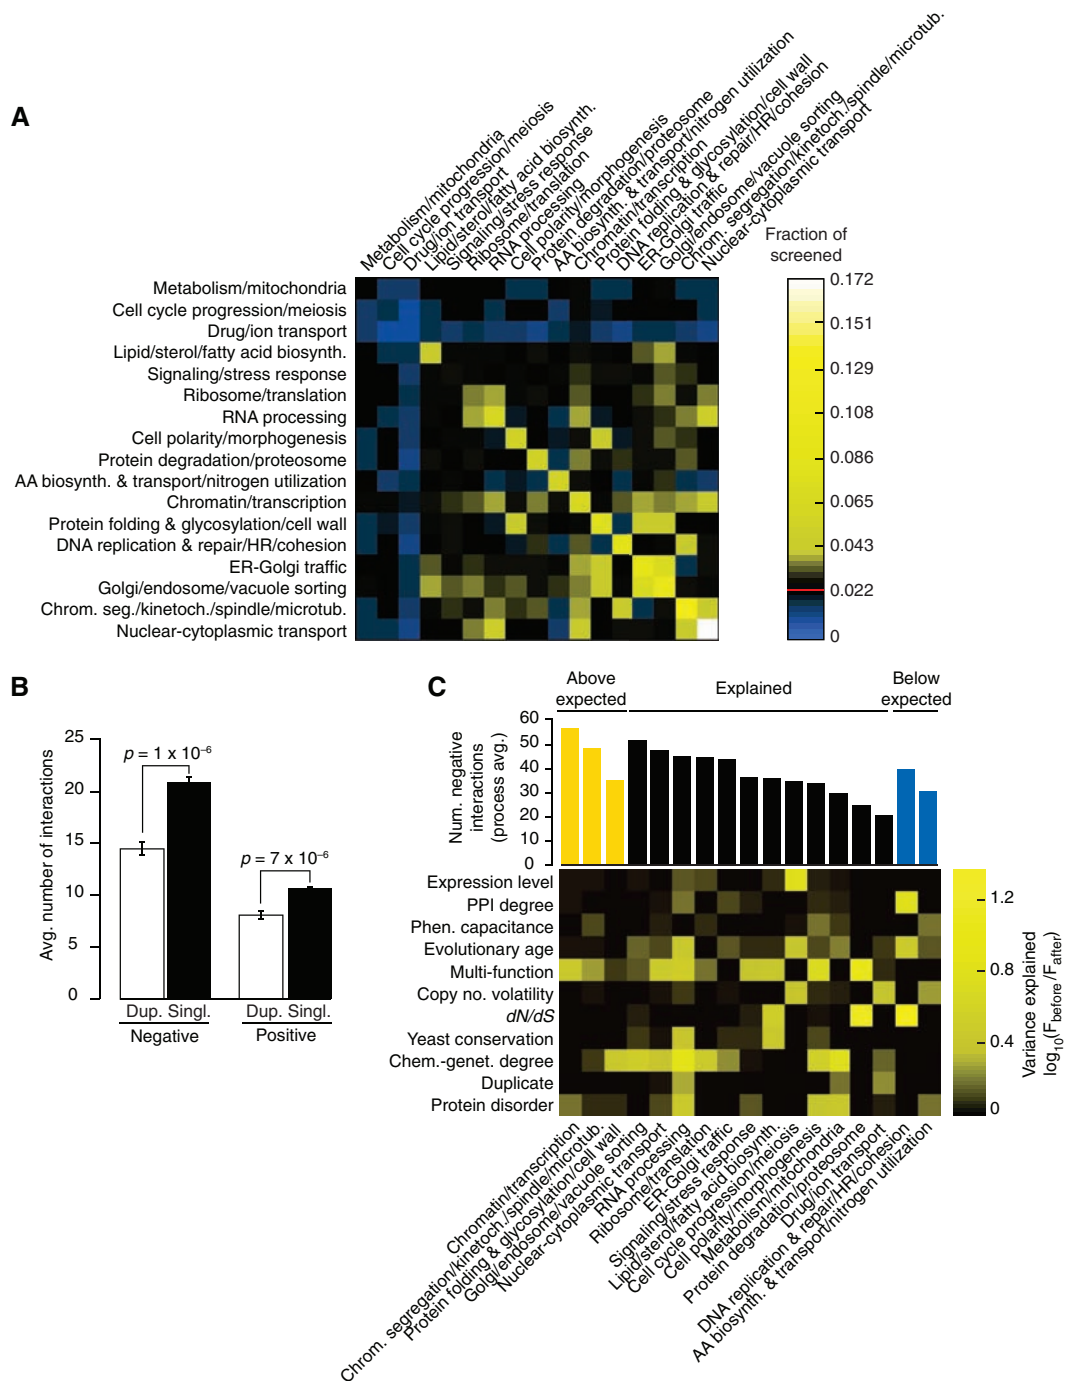 A
Metabolism/mitochondria
Cell cycle progression/meiosis
Drug/ion transport
Lipid/sterol/fatty acid biosynth.
Signaling/stress response
Ribosome/translation
RNA processing
Cell polarity/morphogenesis
Protein degradation/proteosome
AA biosynth. & transport/nitrogen utilization
Chromatin/transcription
Protein folding & glycosylation/cell wall
DNA replication & repair/HR/cohesion
ER-Golgi traffic
Golgi/endosome/vacuole sorting
Chrom. segregation/kinetoch./spindle/microtub.
Nuclear-cytoplasmic transport
Fraction of
screened
0.172
0.151
0.129
0.108
0.086
0.065
0.043
0.022
0
Metabolism/mitochondria
Cell cycle progression/meiosis
Drug/ion transport
Lipid/sterol/fatty acid biosynth.
Signaling/stress response
Ribosome/translation
RNA processing
Cell polarity/morphogenesis
Protein degradation/proteosome
AA biosynth. & transport/nitrogen utilization
Chromatin/transcription
Protein folding & glycosylation/cell wall
DNA replication & repair/HR/cohesion
ER-Golgi traffic
Golgi/endosome/vacuole sorting
Chrom. seg./kinetoch./spindle/microtub.
Nuclear-cytoplasmic transport
B
Avg. number of interactions
25
20
15
10
5
0
p = 1 x 10⁻⁶
p = 7 x 10⁻⁶
Dup. Singl.
Dup. Singl.
Negative
Positive
C
Above
expected
Explained
Below
expected
Num. negative
interactions
(process avg.)
60
50
40
30
20
10
0
Expression level
PPI degree
Phen. capacitance
Evolutionary age
Multi-function
Copy no. volatility
dN/dS
Yeast conservation
Chem.-genet. degree
Duplicate
Protein disorder
1.2
0.8
0.4
0
Variance explained
log₁₀(F_before/F_after)
Chromatin/transcription
Chrom. segregation/kinetoch./spindle/microtub.
Protein folding & glycosylation/cell wall
Golgi/endosome/vacuole sorting
Nuclear-cytoplasmic transport
RNA processing
Ribosome/translation
ER-Golgi traffic
Signaling/stress response
Lipid/sterol/fatty acid biosynth.
Cell cycle progression/meiosis
Cell polarity/morphogenesis
Metabolism/mitochondria
Protein degradation/proteosome
Drug/ion transport
DNA replication & repair/HR/cohesion
AA biosynth. & transport/nitrogen utilization